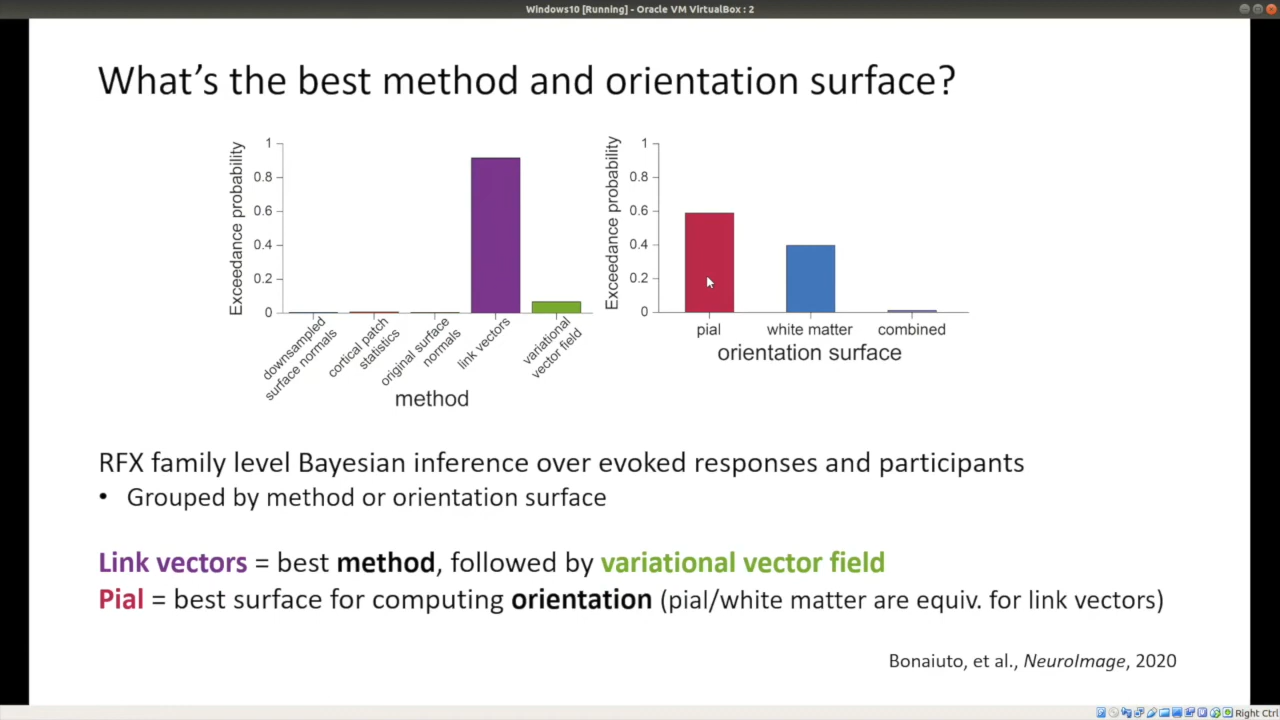 Windows10 [Running] - Oracle VM VirtualBox : 2
What's the best method and orientation surface?
Exceedance probability
1
0.8
0.6
0.4
0.2
0
downsampled
surface normals
cortical patch
statistics
original surface
normals
link vectors
variational
vector field
method
Exceedance probability
1
0.8
0.6
0.4
0.2
0
pial
white matter
combined
orientation surface
RFX family level Bayesian inference over evoked responses and participants
• Grouped by method or orientation surface
Link vectors = best method, followed by variational vector field
Pial = best surface for computing orientation (pial/white matter are equiv. for link vectors)
Bonaiuto, et al., NeuroImage, 2020
Right Ctrl